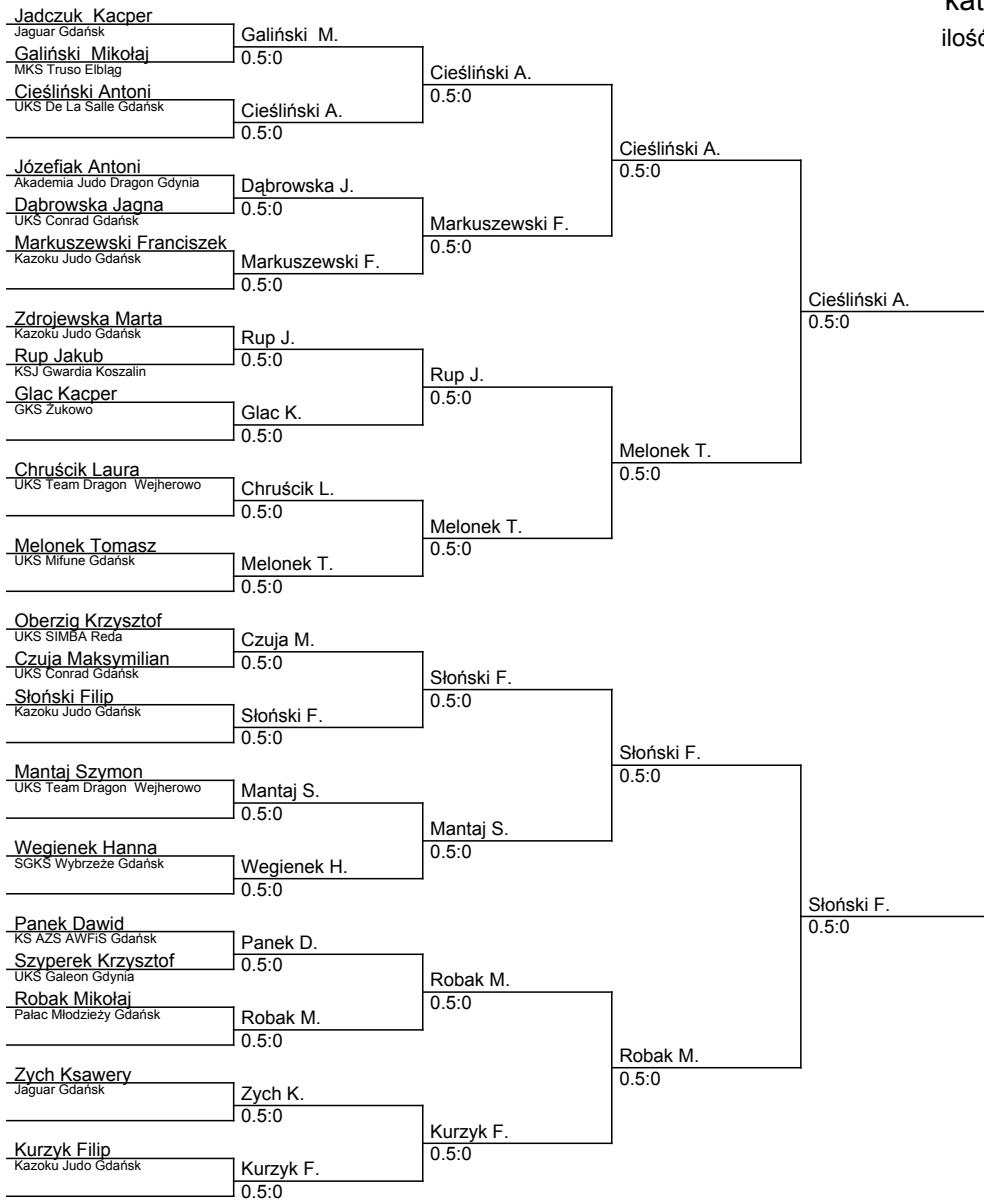 Jadczuk Kacper
Jaguar Gdańsk
Galiński Mikołaj
MKS Truso Elbląg
Cieśliński Antoni
UKS De La Salle Gdańsk
Józefiak Antoni
Akademia Judo Dragon Gdynia
Dąbrowska Jagna
UKS Conrad Gdańsk
Markuszewski Franciszek
Kazoku Judo Gdańsk
Zdrojewska Marta
Kazoku Judo Gdańsk
Rup Jakub
KSJ Gwardia Koszalin
Glac Kacper
GKS Żukowo
Chruścik Laura
UKS Team Dragon Wejherowo
Melonek Tomasz
UKS Mifune Gdańsk
Oberzig Krzysztof
UKS SIMBA Reda
Czuja Maksymilian
UKS Conrad Gdańsk
Słoński Filip
Kazoku Judo Gdańsk
Mantaj Szymon
UKS Team Dragon Wejherowo
Wegienek Hanna
SGKS Wybrzeże Gdańsk
Panek Dawid
KS AZS AWFiS Gdańsk
Szyperek Krzysztof
UKS Galeon Gdynia
Robak Mikołaj
Pałac Młodzieży Gdańsk
Zych Ksawery
Jaguar Gdańsk
Kurzyk Filip
Kazoku Judo Gdańsk
Galiński M.
0.5:0
Cieśliński A.
0.5:0
Dąbrowska J.
0.5:0
Markuszewski F.
0.5:0
Rup J.
0.5:0
Glac K.
0.5:0
Chruścik L.
0.5:0
Melonek T.
0.5:0
Czuja M.
0.5:0
Słoński F.
0.5:0
Mantaj S.
0.5:0
Wegienek H.
0.5:0
Panek D.
0.5:0
Robak M.
0.5:0
Zych K.
0.5:0
Kurzyk F.
0.5:0
Cieśliński A.
0.5:0
Markuszewski F.
0.5:0
Rup J.
0.5:0
Melonek T.
0.5:0
Słoński F.
0.5:0
Mantaj S.
0.5:0
Robak M.
0.5:0
Kurzyk F.
0.5:0
Cieśliński A.
0.5:0
Melonek T.
0.5:0
Słoński F.
0.5:0
Robak M.
0.5:0
Cieśliński A.
0.5:0
Słoński F.
0.5:0